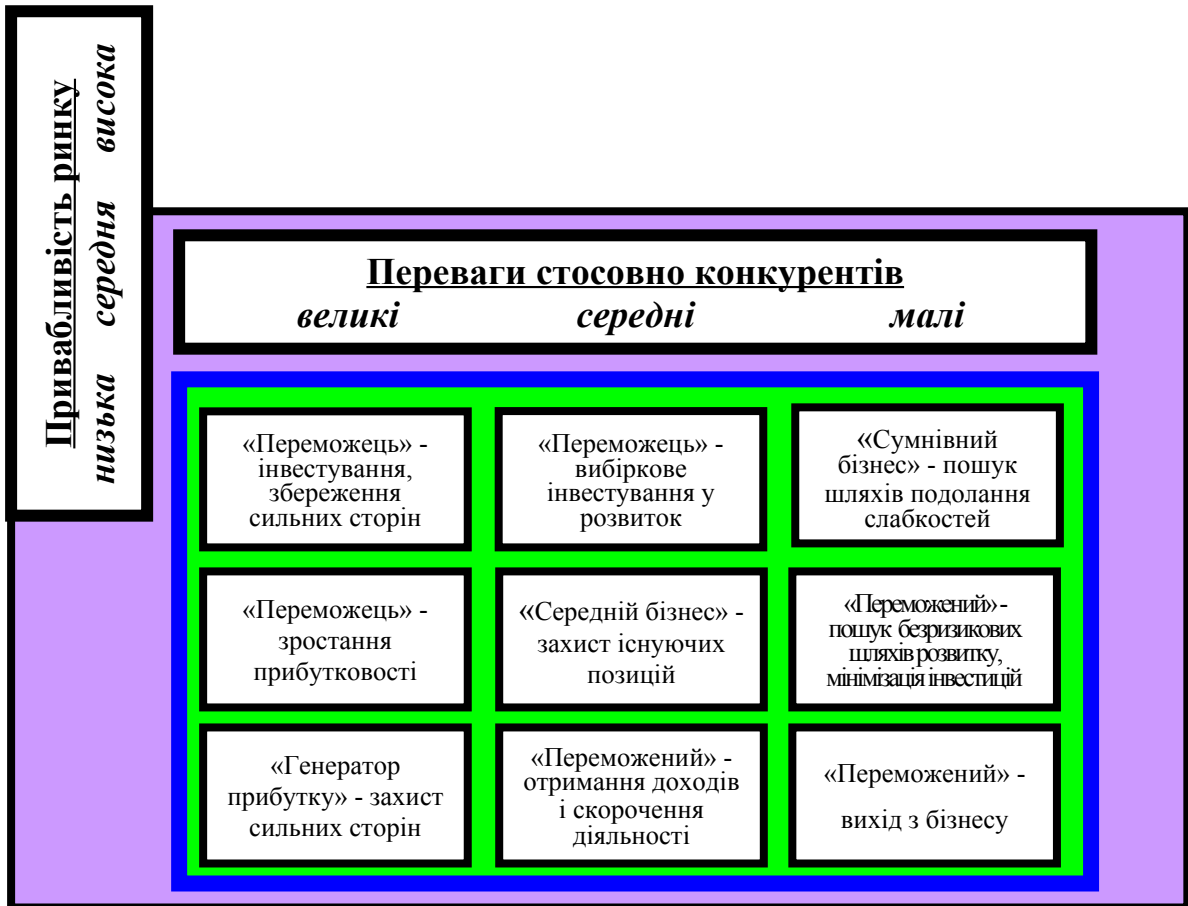 Привабливість ринку
низька середня висока
Переваги стосовно конкурентів
великі середні малі
«Переможець» -
інвестування,
збереження
сильних сторін
«Переможець» -
вибіркове
інвестування у
розвиток
«Сумнівний
бізнес» - пошук
шляхів подолання
слабкостей
«Переможець» -
зростання
прибутковості
«Середній бізнес» -
захист існуючих
позицій
«Переможений» -
пошук безризикових
шляхів розвитку,
мінімізація інвестицій
«Генератор
прибутку» - захист
сильних сторін
«Переможений» -
отримання доходів
і скорочення
діяльності
«Переможений» -
вихід з бізнесу